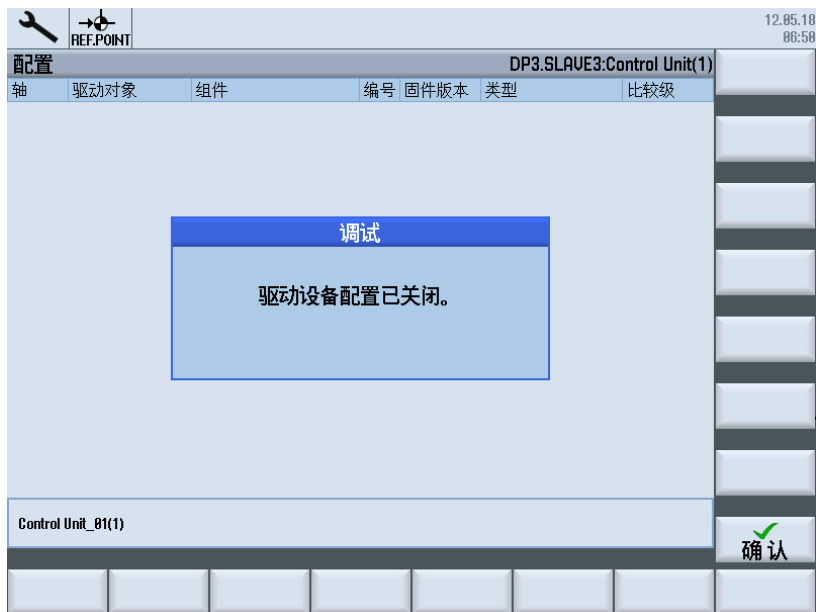 12.05.18
REF.POINT
06:50
配置 DP3.SLAVE3:Control Unit(1)
轴 驱动对象 组件 编号 固件版本 类型 比较级
调试
驱动设备配置已关闭。
Control Unit_01(1)
确认